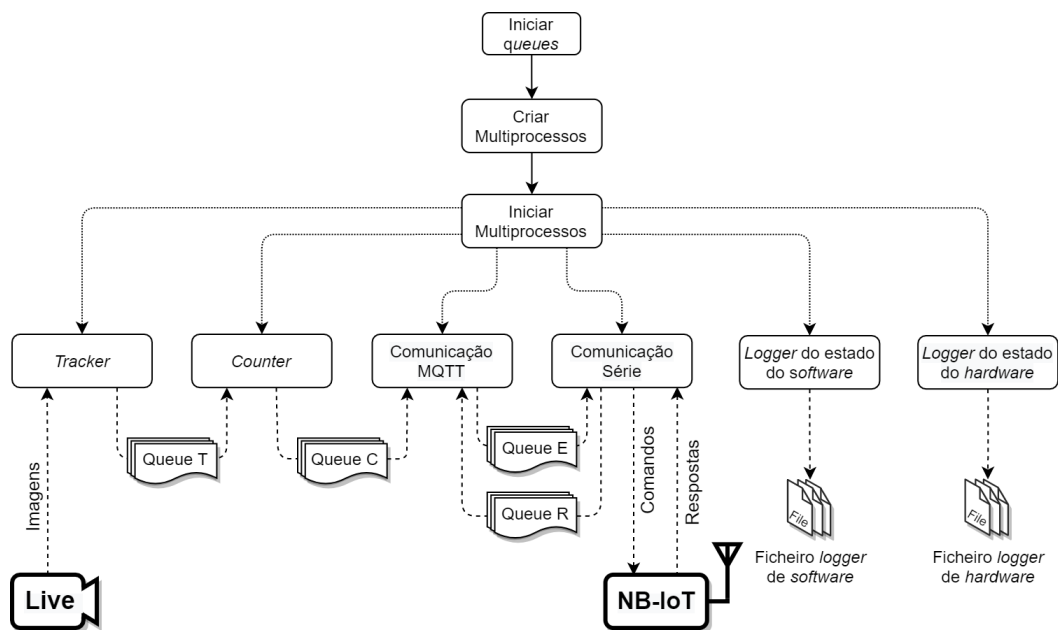 Iniciar
queues
Criar
Multiprocessos
Iniciar
Multiprocessos
Tracker
Counter
Comunicação
MQTT
Comunicação
Série
Logger do estado
do software
Logger do estado
do hardware
Queue T
Queue C
Queue E
Queue R
Imagens
Comandos
Respostas
File
Ficheiro logger
de software
File
Ficheiro logger
de hardware
Live
NB-IoT